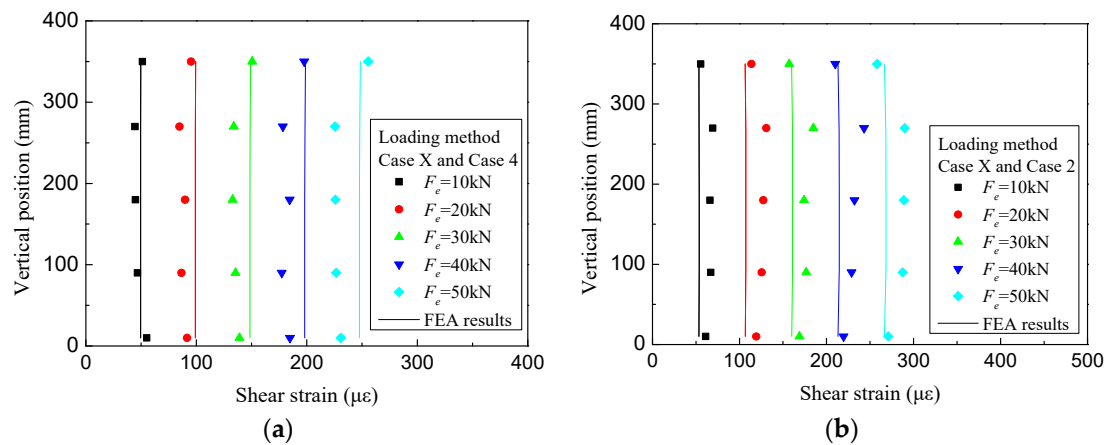 400
300
200
100
0
Vertical position (mm)
Loading method
Case X and Case 4
Fe=10kN
Fe=20kN
Fe=30kN
Fe=40kN
Fe=50kN
FEA results
0 100 200 300 400
Shear strain (με)
(a)
400
300
200
100
0
Vertical position (mm)
Loading method
Case X and Case 2
Fe=10kN
Fe=20kN
Fe=30kN
Fe=40kN
Fe=50kN
FEA results
0 100 200 300 400 500
Shear strain (με)
(b)